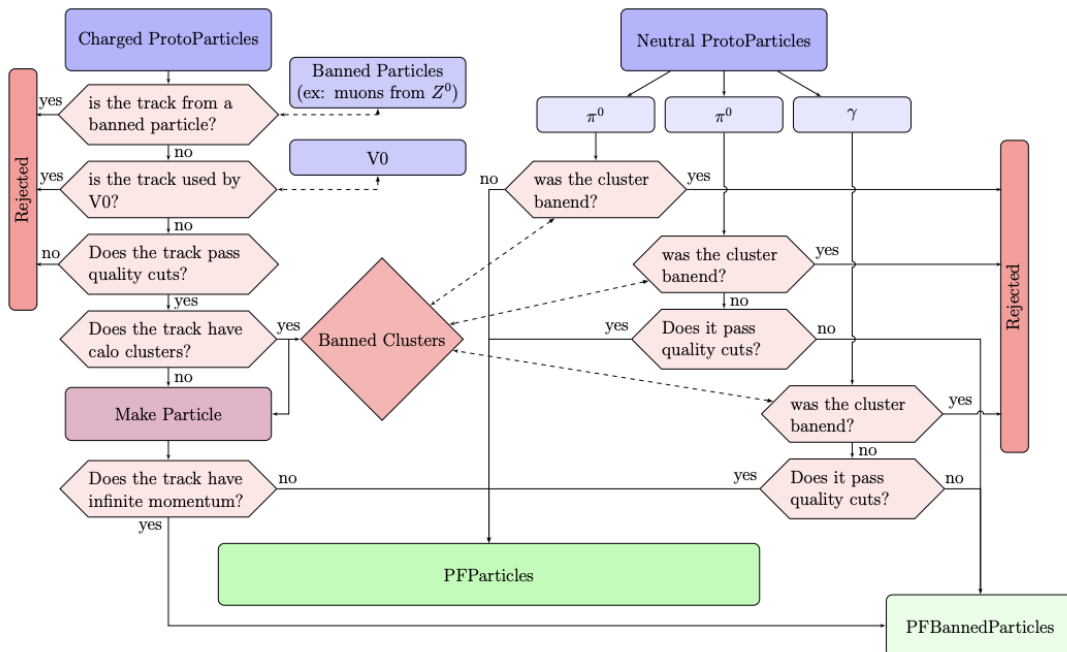 Charged ProtoParticles
Neutral ProtoParticles
Banned Particles
(ex: muons from Z⁰)
yes
is the track from a
banned particle?
no
π⁰
π⁰
γ
V0
Rejected
yes
is the track used by
V0?
no
no
was the cluster
banend?
yes
no
Does the track pass
quality cuts?
yes
was the cluster
banend?
yes
no
Rejected
Does the track have
calo clusters?
yes
no
Banned Clusters
yes
Does it pass
quality cuts?
no
Make Particle
was the cluster
banend?
yes
no
Does the track have
infinite momentum?
no
yes
yes
Does it pass
quality cuts?
no
PFParticles
PFBannedParticles